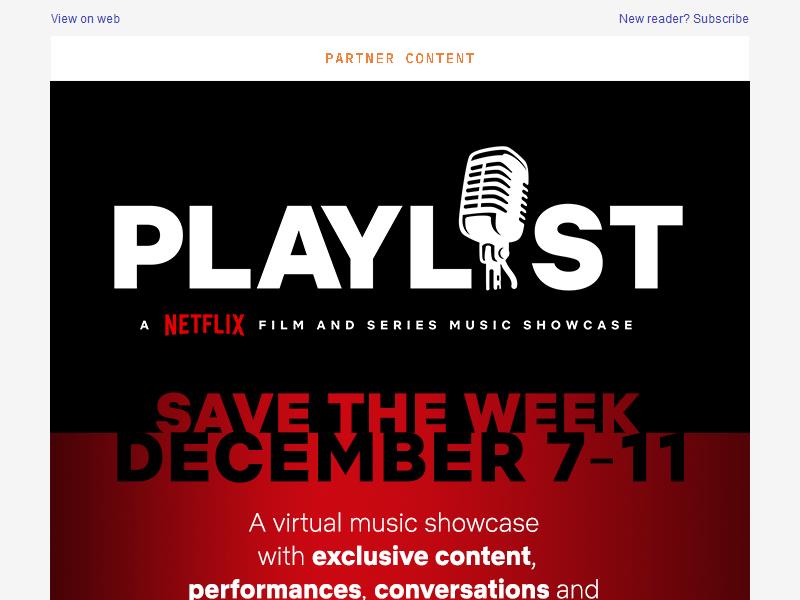 View on web
New reader? Subscribe
PARTNER CONTENT
PLAYLIST
A NETFLIX FILM AND SERIES MUSIC SHOWCASE
SAVE THE WEEK
DECEMBER 7-11
A virtual music showcase
with exclusive content,
performances, conversations and